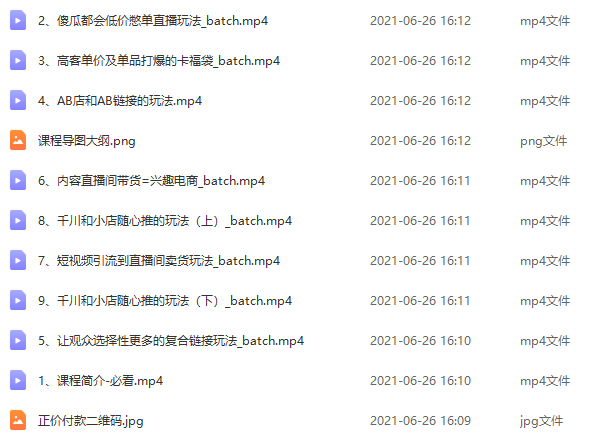 2、傻瓜都会低价憋单直播玩法_batch.mp4 2021-06-26 16:12 mp4文件
3、高客单价及单品打爆的卡福袋_batch.mp4 2021-06-26 16:12 mp4文件
4、AB店和AB链接的玩法.mp4 2021-06-26 16:12 mp4文件
课程导图大纲.png 2021-06-26 16:12 png文件
6、内容直播间带货=兴趣电商_batch.mp4 2021-06-26 16:11 mp4文件
8、千川和小店随心推的玩法（上）_batch.mp4 2021-06-26 16:11 mp4文件
7、短视频引流到直播间卖货玩法_batch.mp4 2021-06-26 16:11 mp4文件
9、千川和小店随心推的玩法（下）_batch.mp4 2021-06-26 16:11 mp4文件
5、让观众选择性更多的复合链接玩法_batch.mp4 2021-06-26 16:10 mp4文件
1、课程简介-必看.mp4 2021-06-26 16:10 mp4文件
正价付款二维码.jpg 2021-06-26 16:09 jpg文件